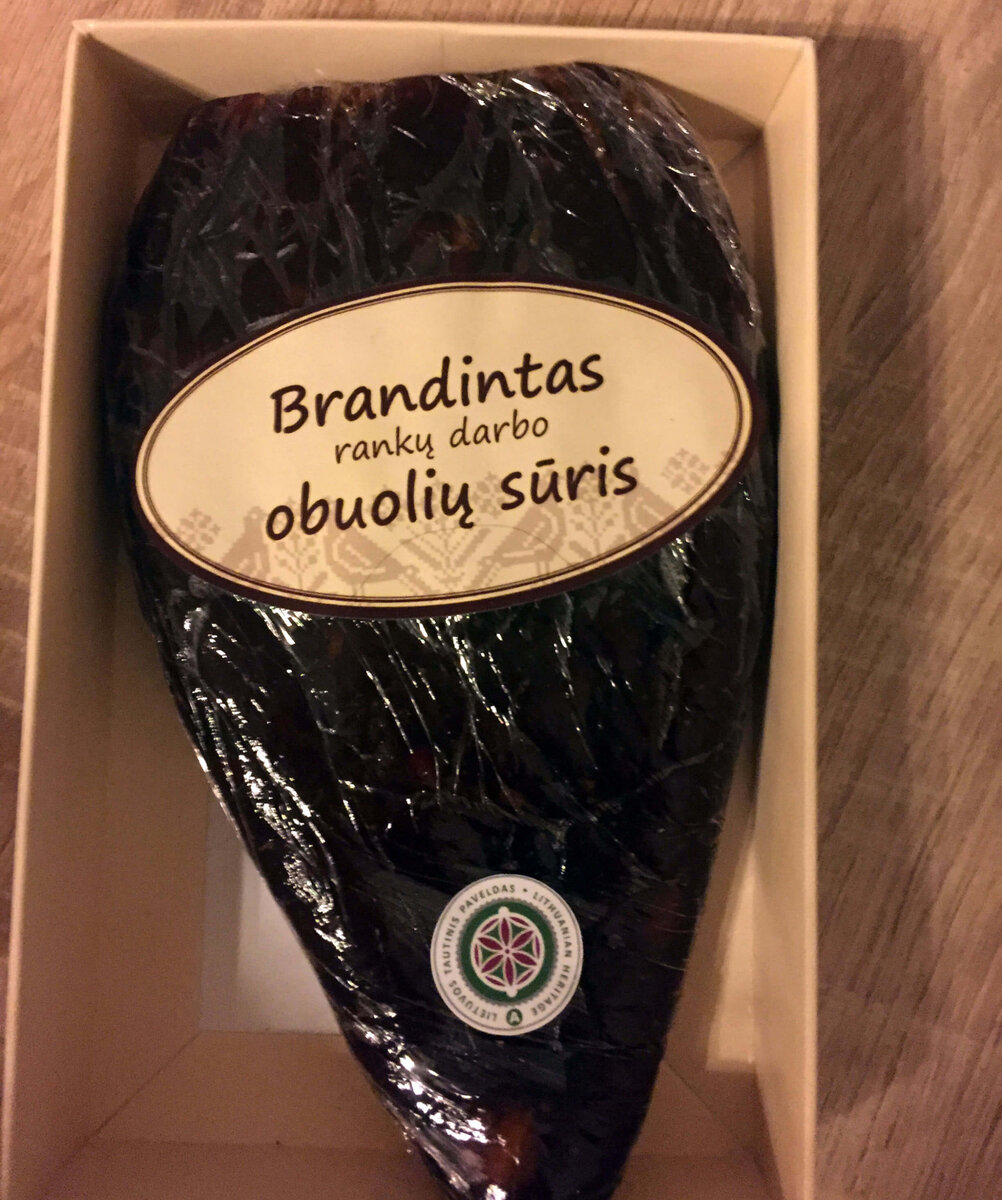 Brandintas
rankų darbo
obuolių sūris
LIETUVOS TAUTINIS PAVELDAS • LITHUANIAN HERITAGE
A